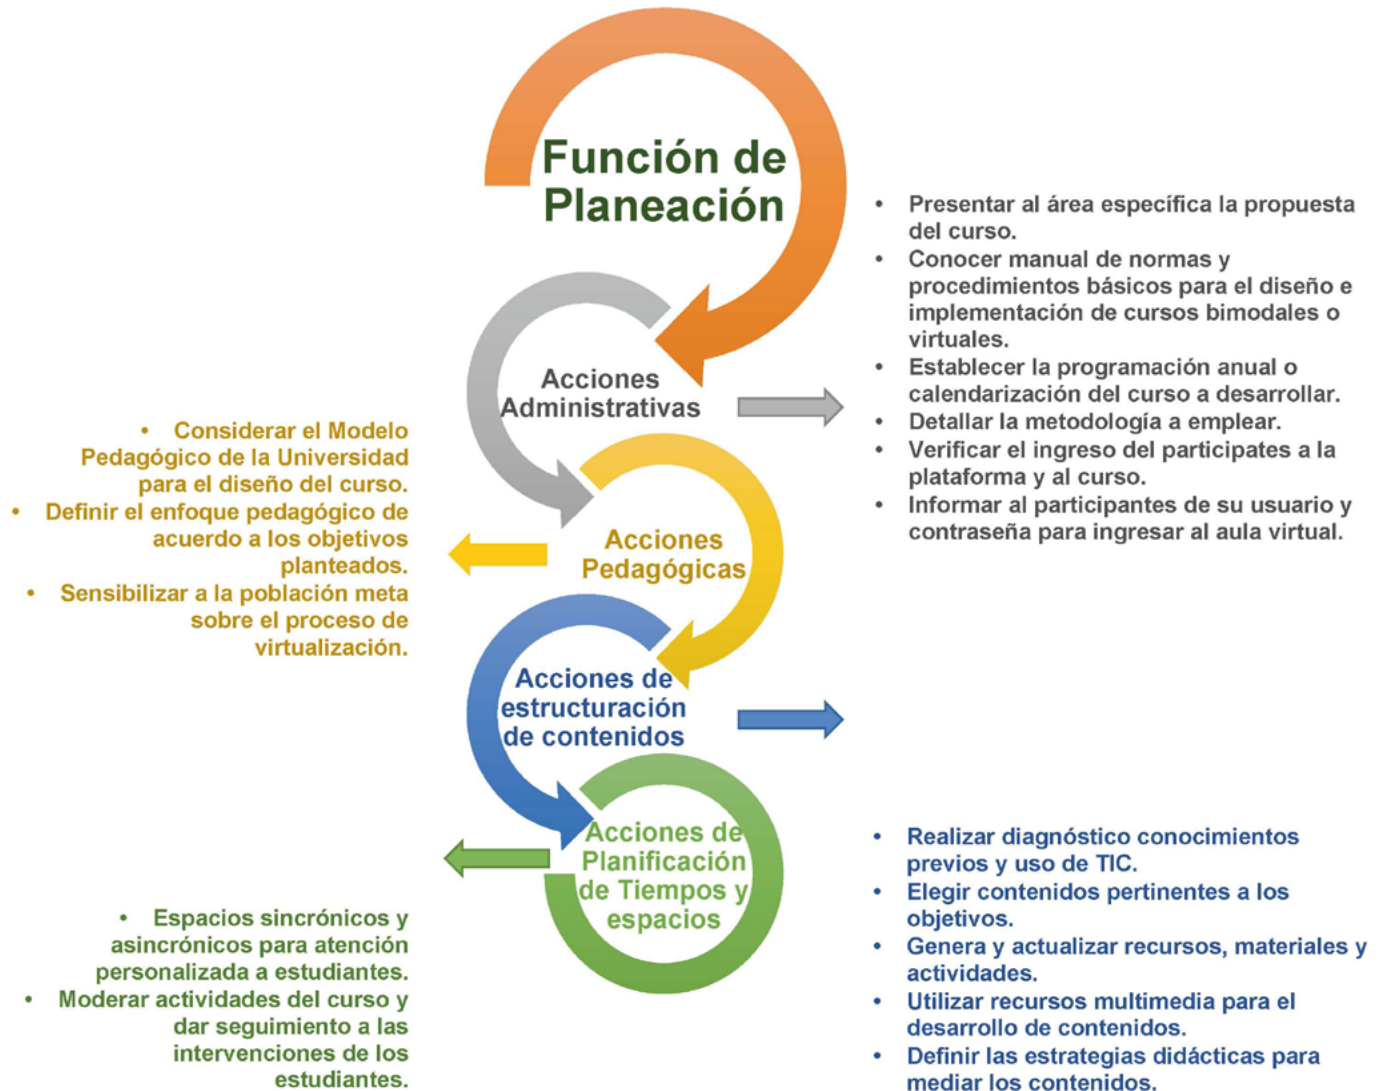 Función de
Planeación
Acciones
Administrativas
• Presentar al área específica la propuesta
del curso.
• Conocer manual de normas y
procedimientos básicos para el diseño e
implementación de cursos bimodales o
virtuales.
• Establecer la programación anual o
calendarización del curso a desarrollar.
• Detallar la metodología a emplear.
• Verificar el ingreso del participates a la
plataforma y al curso.
• Informar al participantes de su usuario y
contraseña para ingresar al aula virtual.
Acciones
Pedagógicas
• Considerar el Modelo
Pedagógico de la Universidad
para el diseño del curso.
• Definir el enfoque pedagógico de
acuerdo a los objetivos
planteados.
• Sensibilizar a la población meta
sobre el proceso de
virtualización.
Acciones de
estructuración
de contenidos
• Realizar diagnóstico conocimientos
previos y uso de TIC.
• Elegir contenidos pertinentes a los
objetivos.
• Genera y actualizar recursos, materiales y
actividades.
• Utilizar recursos multimedia para el
desarrollo de contenidos.
• Definir las estrategias didácticas para
mediar los contenidos.
Acciones de
Planificación
de Tiempos y
espacios
• Espacios sincrónicos y
asincrónicos para atención
personalizada a estudiantes.
• Moderar actividades del curso y
dar seguimiento a las
intervenciones de los
estudiantes.